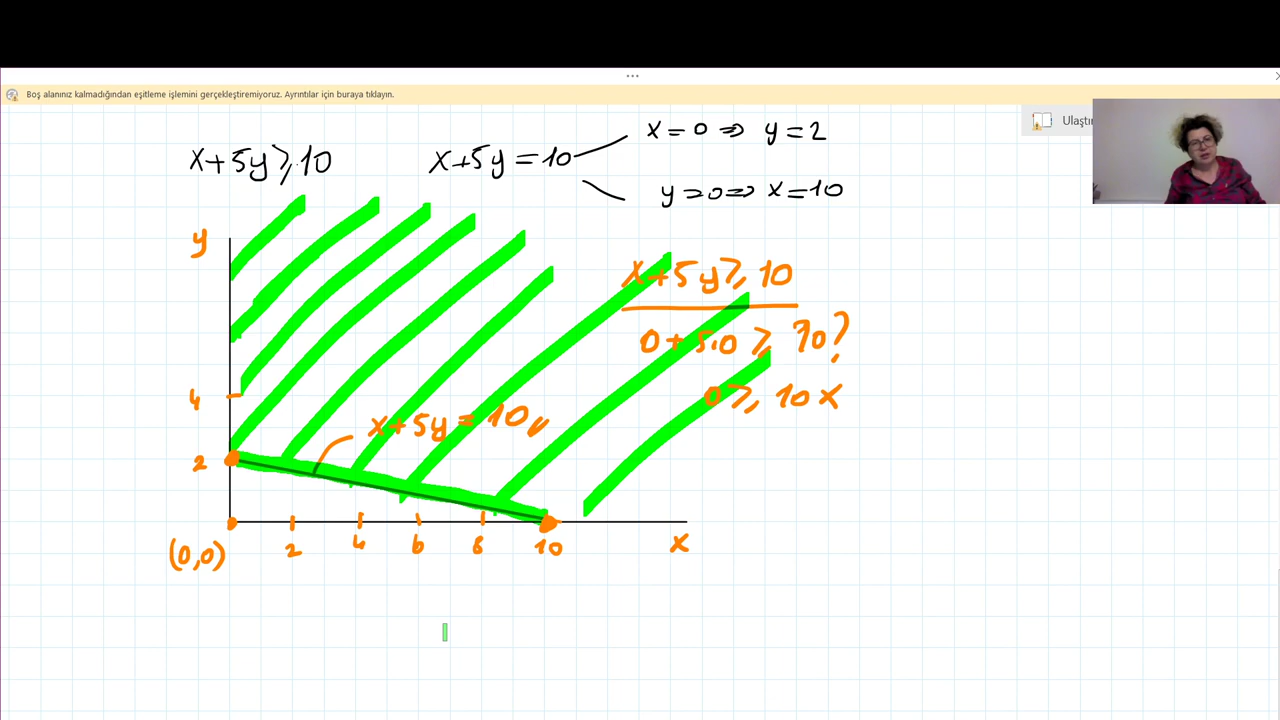 ...
Boş alanınız kalmadığından eşitleme işlemini gerçekleştiremiyoruz. Ayrıntılar için buraya tıklayın.
Ulaştır
x+5y⩾10
x+5y=10
x=0⇒ y=2
y=0⇒ x=10
y
x+5y⩾10
0+5.0⩾10?
0⩾10 x
4
x+5y=10
2
(0,0)
2 4 6 8 10
x